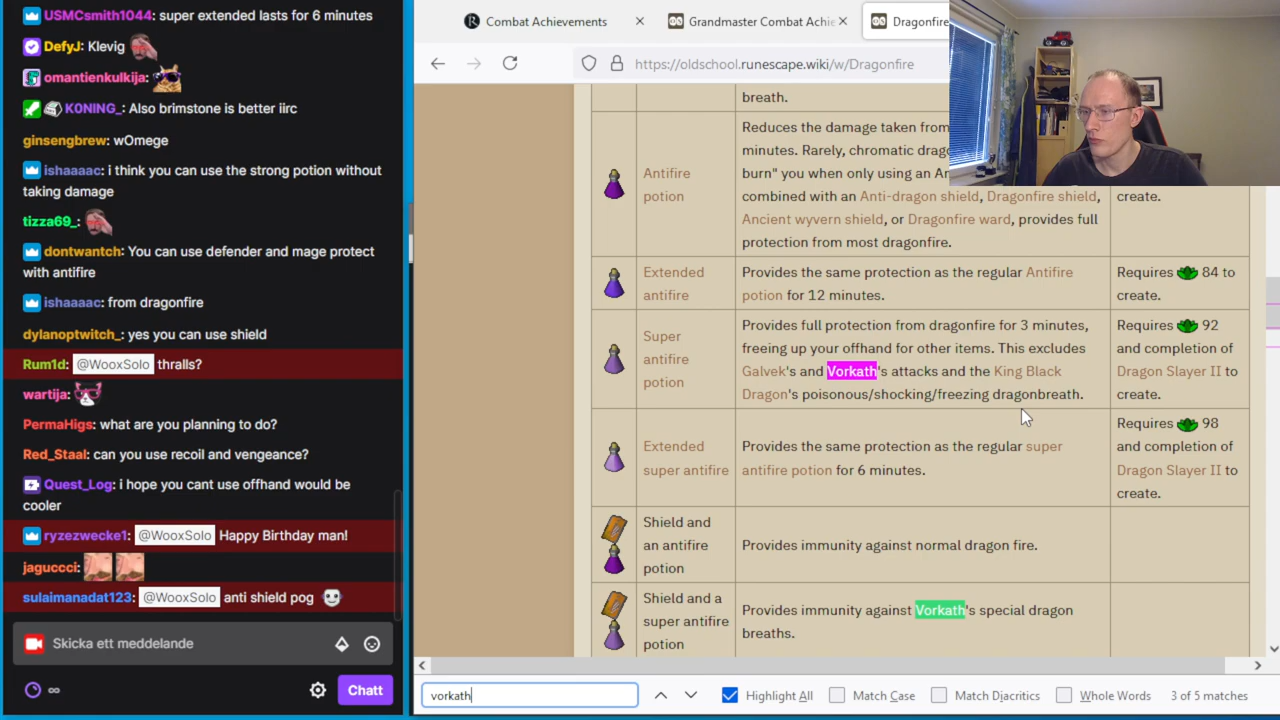 USMCsmith1044: super extended lasts for 6 minutes
DefyJ: Klevig
omantienkulkija:
K0NING_: Also brimstone is better iirc
ginsengbrew: wOmege
ishaaaac: i think you can use the strong potion without
taking damage
tizza69_:
dontwantch: You can use defender and mage protect
with antifire
ishaaaac: from dragonfire
dylanoptwitch_: yes you can use shield
Rum1d: @WooxSolo thralls?
wartija:
PermaHigs: what are you planning to do?
Red_Staal: can you use recoil and vengeance?
Quest_Log: i hope you cant use offhand would be
cooler
ryzezwecke1: @WooxSolo Happy Birthday man!
jaguccci:
sulaimanadat123: @WooxSolo anti shield pog
Skicka ett meddelande
∞
Chatt
Combat Achievements
Grandmaster Combat Achie
Dragonfire
https://oldschool.runescape.wiki/w/Dragonfire
breath.
Antifire
potion
Reduces the damage taken from
minutes. Rarely, chromatic drago
burn" you when only using an An
combined with an Anti-dragon shield, Dragonfire shield,
Ancient wyvern shield, or Dragonfire ward, provides full
protection from most dragonfire.
create.
Extended
antifire
Provides the same protection as the regular Antifire
potion for 12 minutes.
Requires 84 to
create.
Super
antifire
potion
Provides full protection from dragonfire for 3 minutes,
freeing up your offhand for other items. This excludes
Galvek's and Vorkath's attacks and the King Black
Dragon's poisonous/shocking/freezing dragonbreath.
Requires 92
and completion of
Dragon Slayer II to
create.
Extended
super antifire
Provides the same protection as the regular super
antifire potion for 6 minutes.
Requires 98
and completion of
Dragon Slayer II to
create.
Shield and
an antifire
potion
Provides immunity against normal dragon fire.
Shield and a
super antifire
potion
Provides immunity against Vorkath's special dragon
breaths.
vorkath
Highlight All
Match Case
Match Diacritics
Whole Words
3 of 5 matches